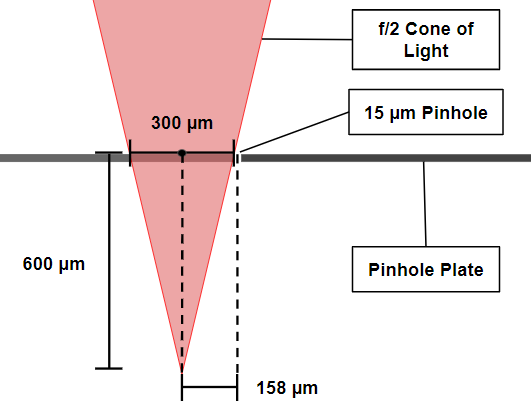 f/2 Cone of
Light
300 μm
15 μm Pinhole
600 μm
Pinhole Plate
158 μm